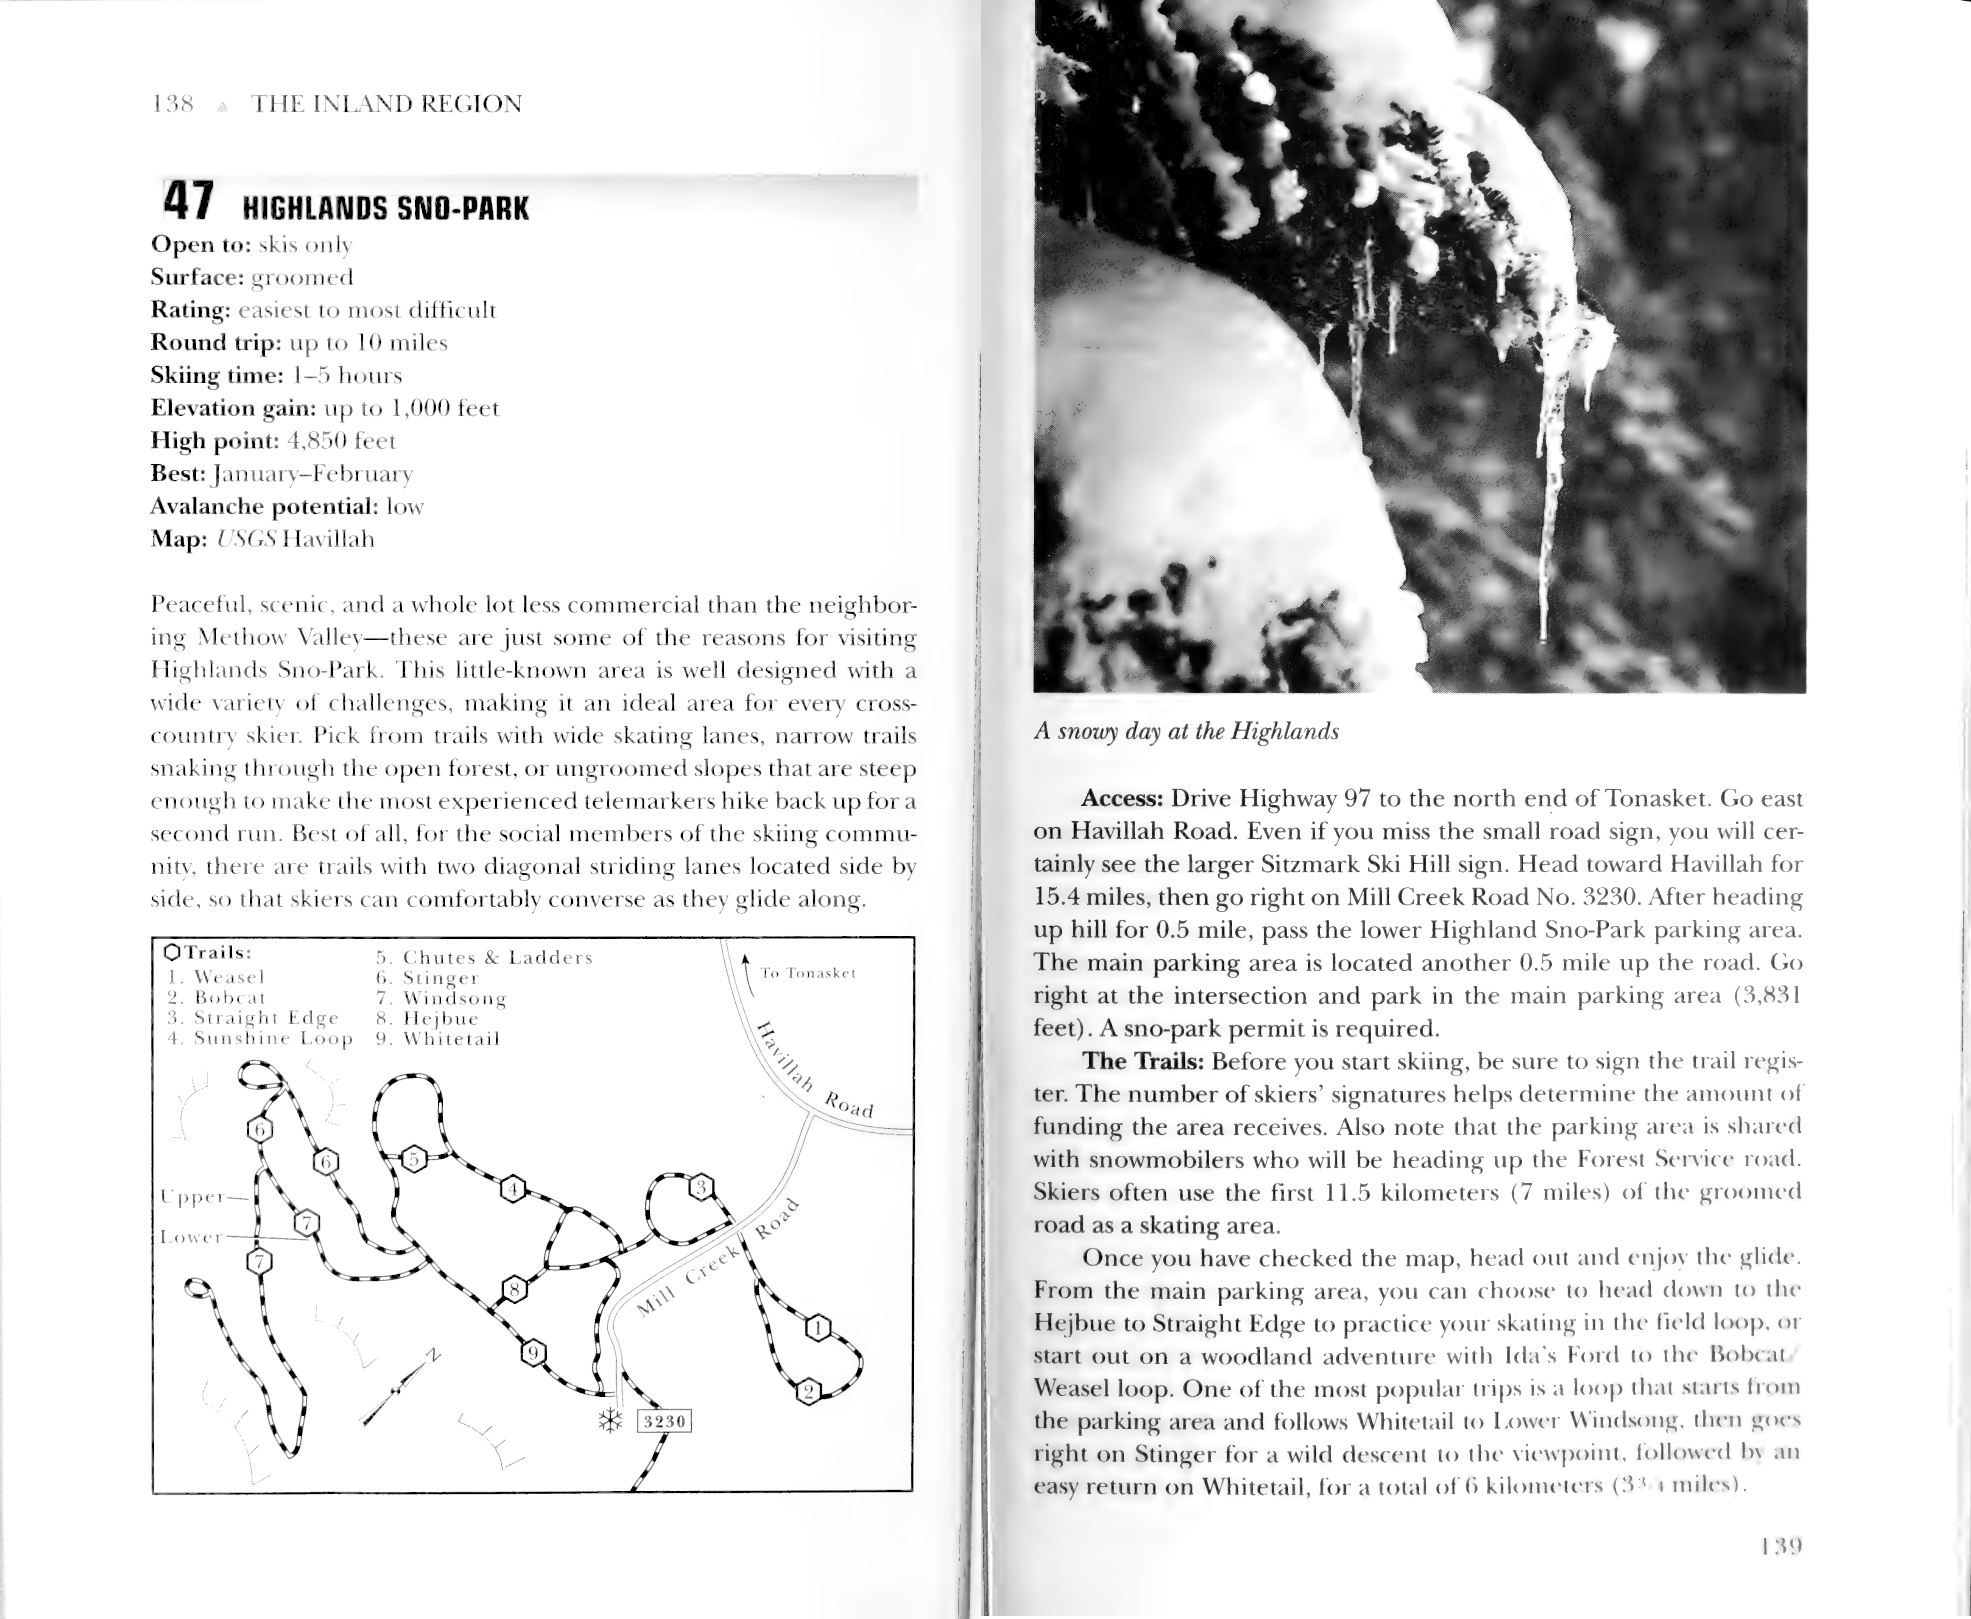 138 ▲ THE INLAND REGION
47 HIGHLANDS SNO-PARK
Open to: skis only
Surface: groomed
Rating: easiest to most difficult
Round trip: up to 10 miles
Skiing time: 1–5 hours
Elevation gain: up to 1,000 feet
High point: 4,850 feet
Best: January–February
Avalanche potential: low
Map: USGS Havillah
Peaceful, scenic, and a whole lot less commercial than the neighbor-
ing Methow Valley—these are just some of the reasons for visiting
Highlands Sno-Park. This little-known area is well designed with a
wide variety of challenges, making it an ideal area for every cross-
country skier. Pick from trails with wide skating lanes, narrow trails
snaking through the open forest, or ungroomed slopes that are steep
enough to make the most experienced telemarkers hike back up for a
second run. Best of all, for the social members of the skiing commu-
nity, there are trails with two diagonal striding lanes located side by
side, so that skiers can comfortably converse as they glide along.
Trails:
1. Weasel
2. Bobcat
3. Straight Edge
4. Sunshine Loop
5. Chutes & Ladders
6. Stinger
7. Windsong
8. Hejbue
9. Whitetail
To Tonasket
Havillah Road
6
6
5
4
3
Upper
7
Lower
7
Mill Creek Road
8
1
9
N
2
3230
A snowy day at the Highlands
Access: Drive Highway 97 to the north end of Tonasket. Go east
on Havillah Road. Even if you miss the small road sign, you will cer-
tainly see the larger Sitzmark Ski Hill sign. Head toward Havillah for
15.4 miles, then go right on Mill Creek Road No. 3230. After heading
up hill for 0.5 mile, pass the lower Highland Sno-Park parking area.
The main parking area is located another 0.5 mile up the road. Go
right at the intersection and park in the main parking area (3,831
feet). A sno-park permit is required.
The Trails: Before you start skiing, be sure to sign the trail regis-
ter. The number of skiers' signatures helps determine the amount of
funding the area receives. Also note that the parking area is shared
with snowmobilers who will be heading up the Forest Service road.
Skiers often use the first 11.5 kilometers (7 miles) of the groomed
road as a skating area.
Once you have checked the map, head out and enjoy the glide.
From the main parking area, you can choose to head down to the
Hejbue to Straight Edge to practice your skating in the field loop, or
start out on a woodland adventure with Ida's Ford to the Bobcat/
Weasel loop. One of the most popular trips is a loop that starts from
the parking area and follows Whitetail to Lower Windsong, then goes
right on Stinger for a wild descent to the viewpoint, followed by an
easy return on Whitetail, for a total of 6 kilometers (3 miles).
139